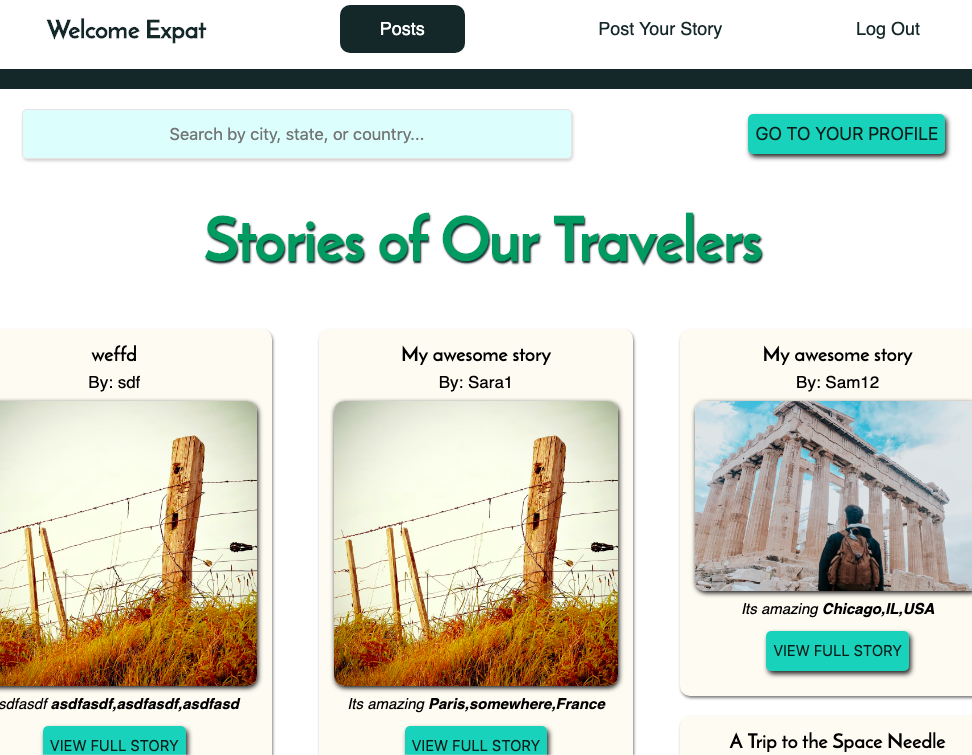 Welcome Expat
Posts
Post Your Story
Log Out
Search by city, state, or country...
GO TO YOUR PROFILE
Stories of Our Travelers
weffd
By: sdf
sdfasdf asdfasdf,asdfasdf,asdfasd
VIEW FULL STORY
My awesome story
By: Sara1
Its amazing Paris,somewhere,France
VIEW FULL STORY
My awesome story
By: Sam12
Its amazing Chicago,IL,USA
VIEW FULL STORY
A Trip to the Space Needle